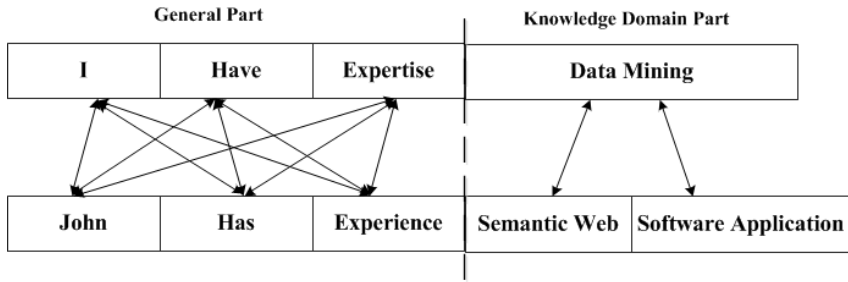 General Part Knowledge Domain Part
I Have Expertise Data Mining
John Has Experience Semantic Web Software Application